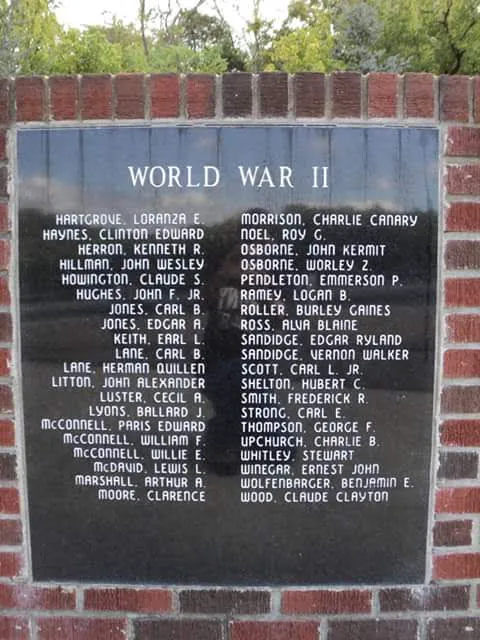 WORLD WAR II
HARTGROVE, LORANZA E.
HAYNES, CLINTON EDWARD
HERRON, KENNETH R.
HILLMAN, JOHN WESLEY
HOWINGTON, CLAUDE S.
HUGHES, JOHN F. JR.
JONES, CARL B.
JONES, EDGAR A.
KEITH, EARL L.
LANE, CARL B.
LANE, HERMAN QUILLEN
LITTON, JOHN ALEXANDER
LUSTER, CECIL A.
LYONS, BALLARD J.
McCONNELL, PARIS EDWARD
McCONNELL, WILLIAM F.
McCONNELL, WILLIE E.
McDAVID, LEWIS L.
MARSHALL, ARTHUR A.
MOORE, CLARENCE
MORRISON, CHARLIE CANARY
NOEL, ROY G.
OSBORNE, JOHN KERMIT
OSBORNE, WORLEY Z.
PENDLETON, EMMERSON P.
RAMEY, LOGAN B.
ROLLER, BURLEY GAINES
ROSS, ALVA BLAINE
SANDIDGE, EDGAR RYLAND
SANDIDGE, VERNON WALKER
SCOTT, CARL L. JR.
SHELTON, HUBERT C.
SMITH, FREDERICK R.
STRONG, CARL E.
THOMPSON, GEORGE F.
UPCHURCH, CHARLIE B.
WHITLEY, STEWART
WINEGAR, ERNEST JOHN
WOLFENBARGER, BENJAMIN E.
WOOD, CLAUDE CLAYTON